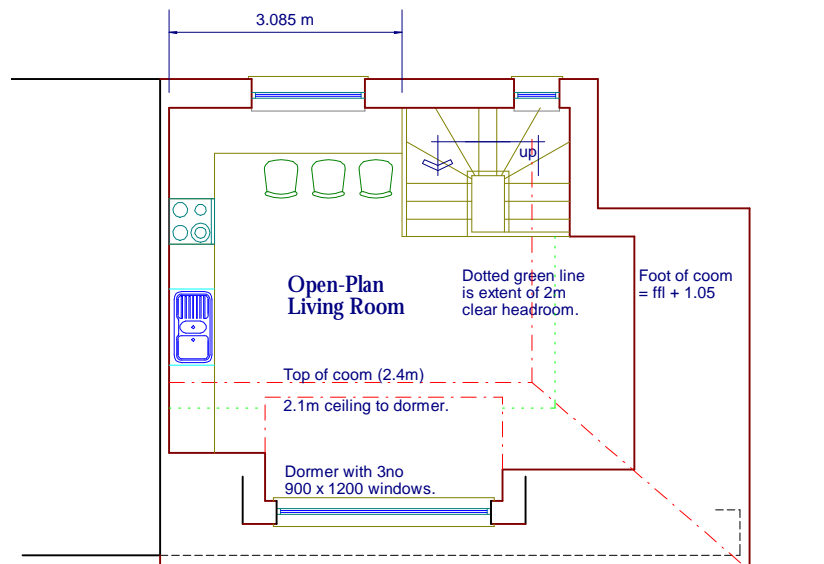 3.085 m
up
Open-Plan
Living Room
Dotted green line
is extent of 2m
clear headroom.
Foot of coom
= ffl + 1.05
Top of coom (2.4m)
2.1m ceiling to dormer.
Dormer with 3no
900 x 1200 windows.